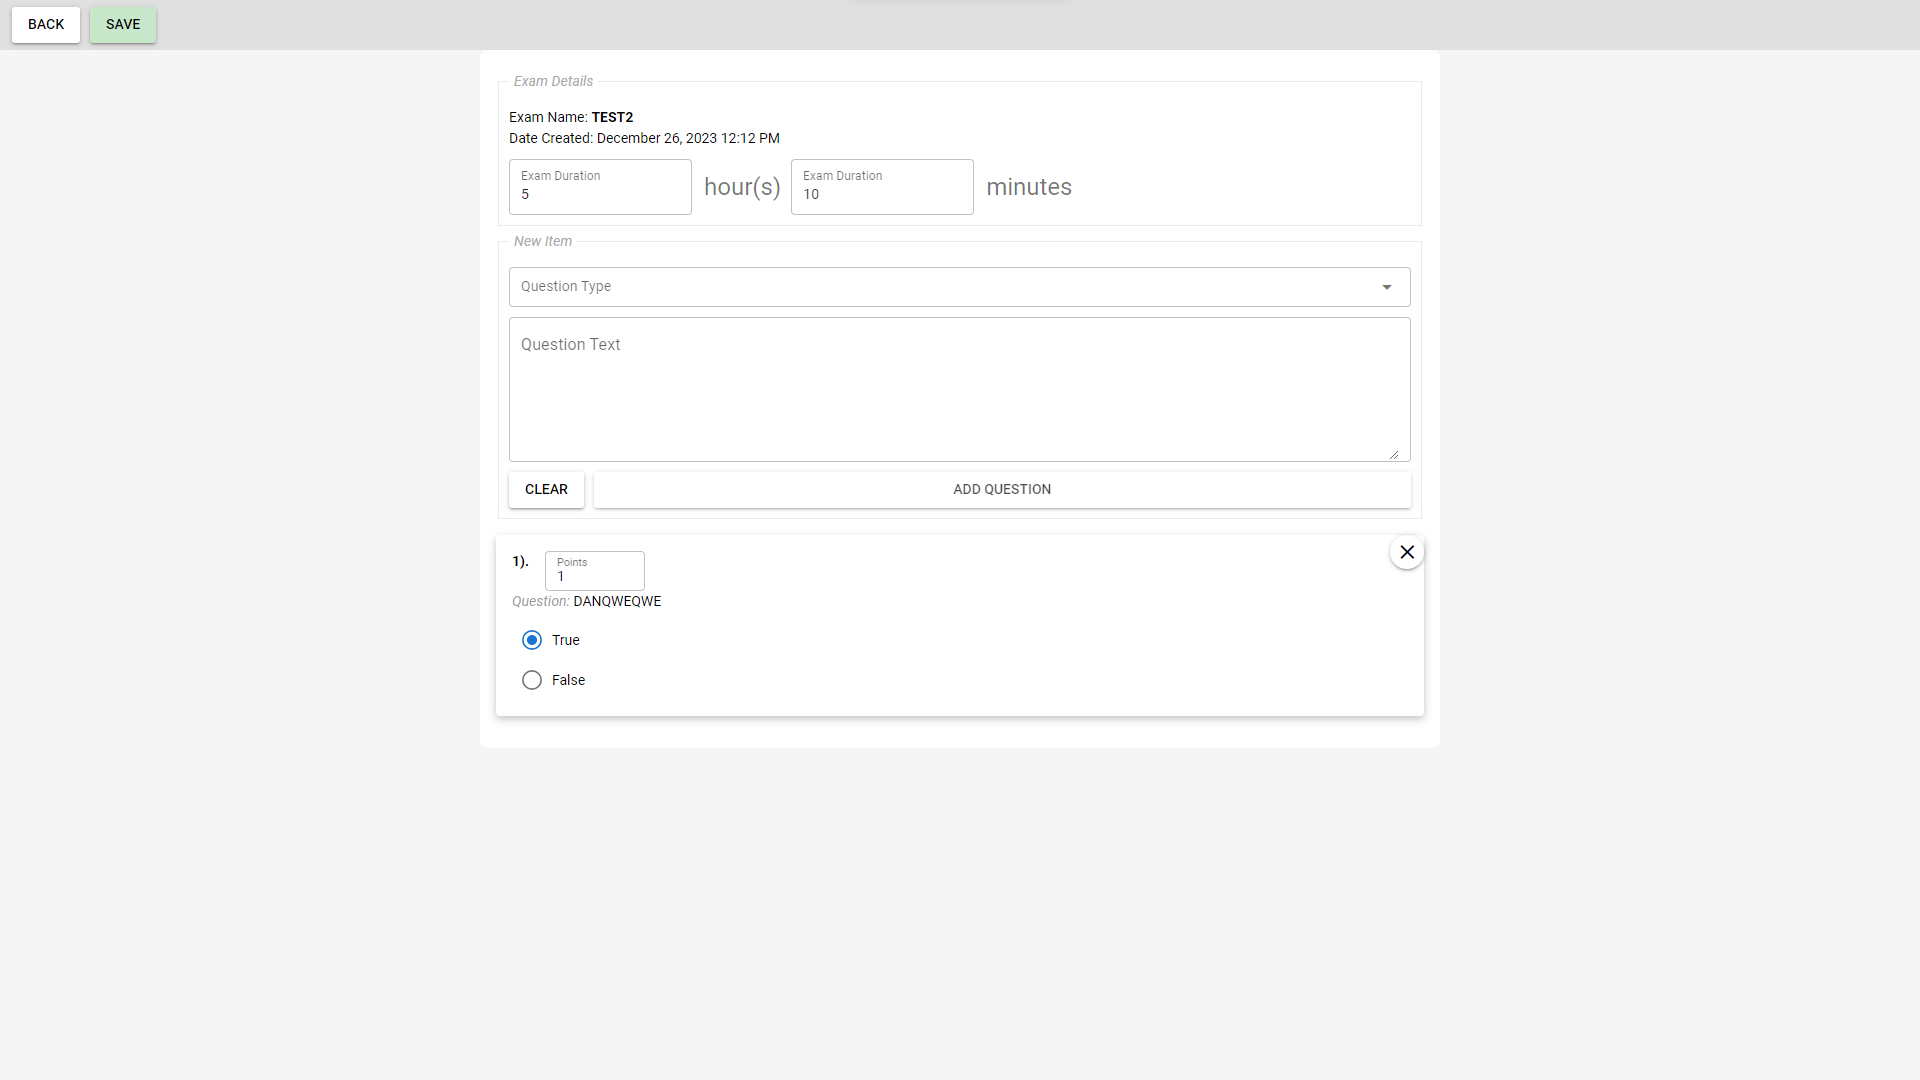 BACK SAVE
Exam Details
Exam Name: TEST2
Date Created: December 26, 2023 12:12 PM
Exam Duration
5
hour(s)
Exam Duration
10
minutes
New Item
Question Type
Question Text
CLEAR ADD QUESTION
1).
Points
1
Question: DANQWEQWE
True
False